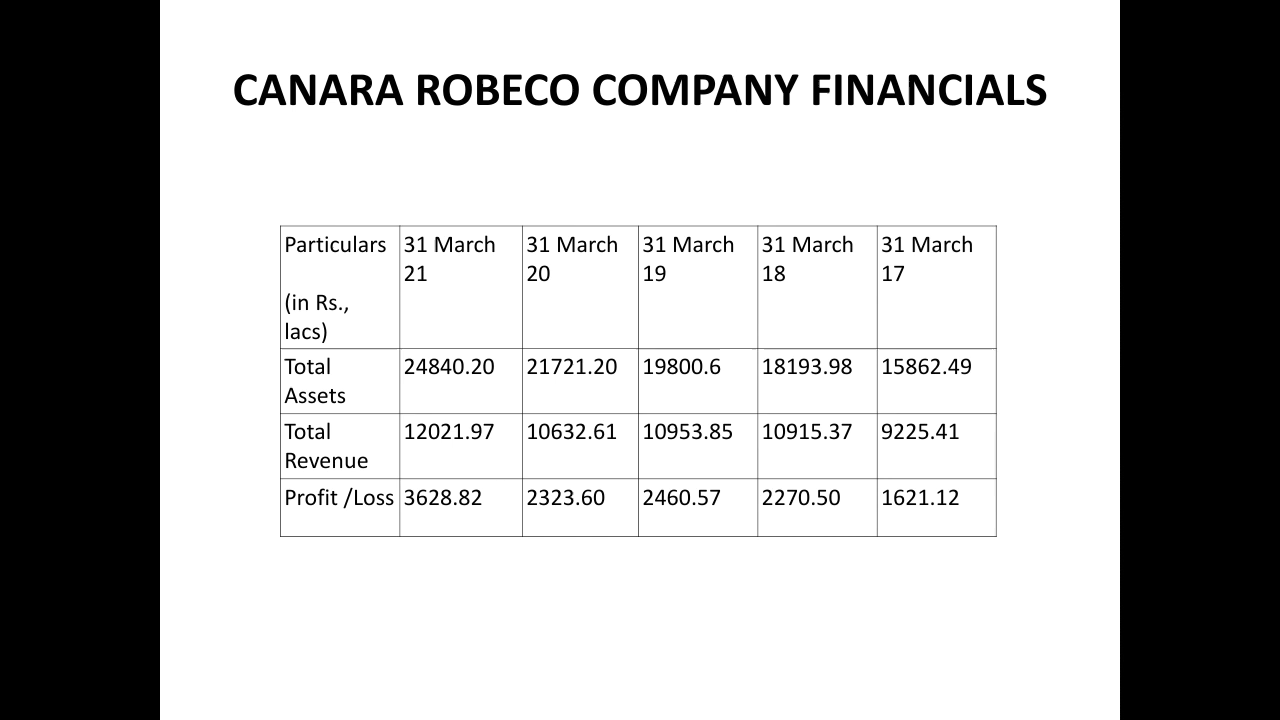 CANARA ROBECO COMPANY FINANCIALS
Particulars (in Rs., lacs) 31 March 21 31 March 20 31 March 19 31 March 18 31 March 17
Total Assets 24840.20 21721.20 19800.6 18193.98 15862.49
Total Revenue 12021.97 10632.61 10953.85 10915.37 9225.41
Profit /Loss 3628.82 2323.60 2460.57 2270.50 1621.12